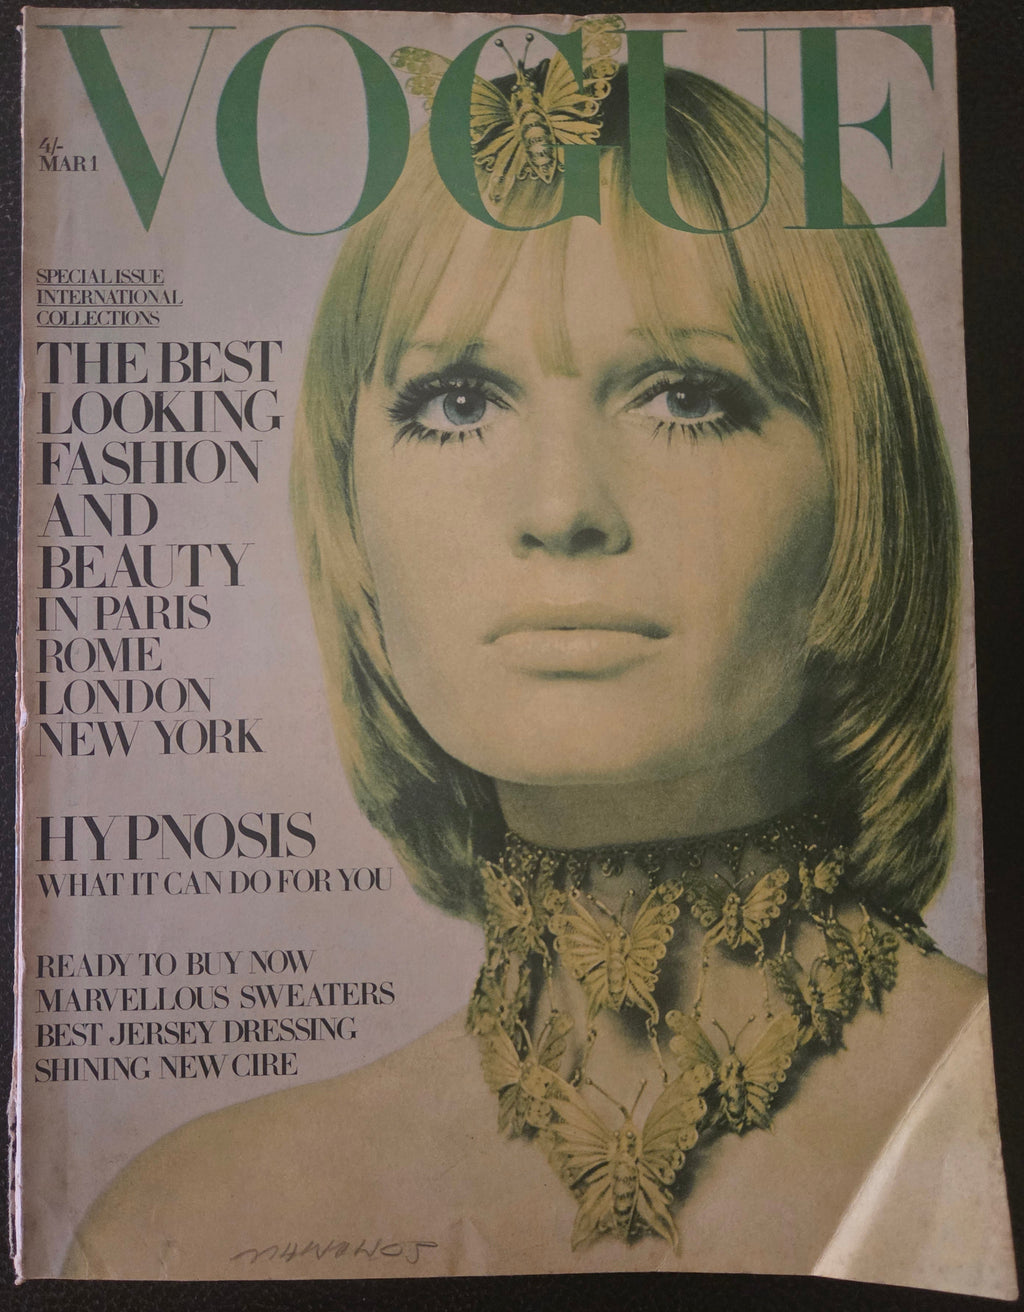 VOGUE
4/-
MAR 1
SPECIAL ISSUE
INTERNATIONAL
COLLECTIONS
THE BEST
LOOKING
FASHION
AND
BEAUTY
IN PARIS
ROME
LONDON
NEW YORK
HYPNOSIS
WHAT IT CAN DO FOR YOU
READY TO BUY NOW
MARVELLOUS SWEATERS
BEST JERSEY DRESSING
SHINING NEW CIRE